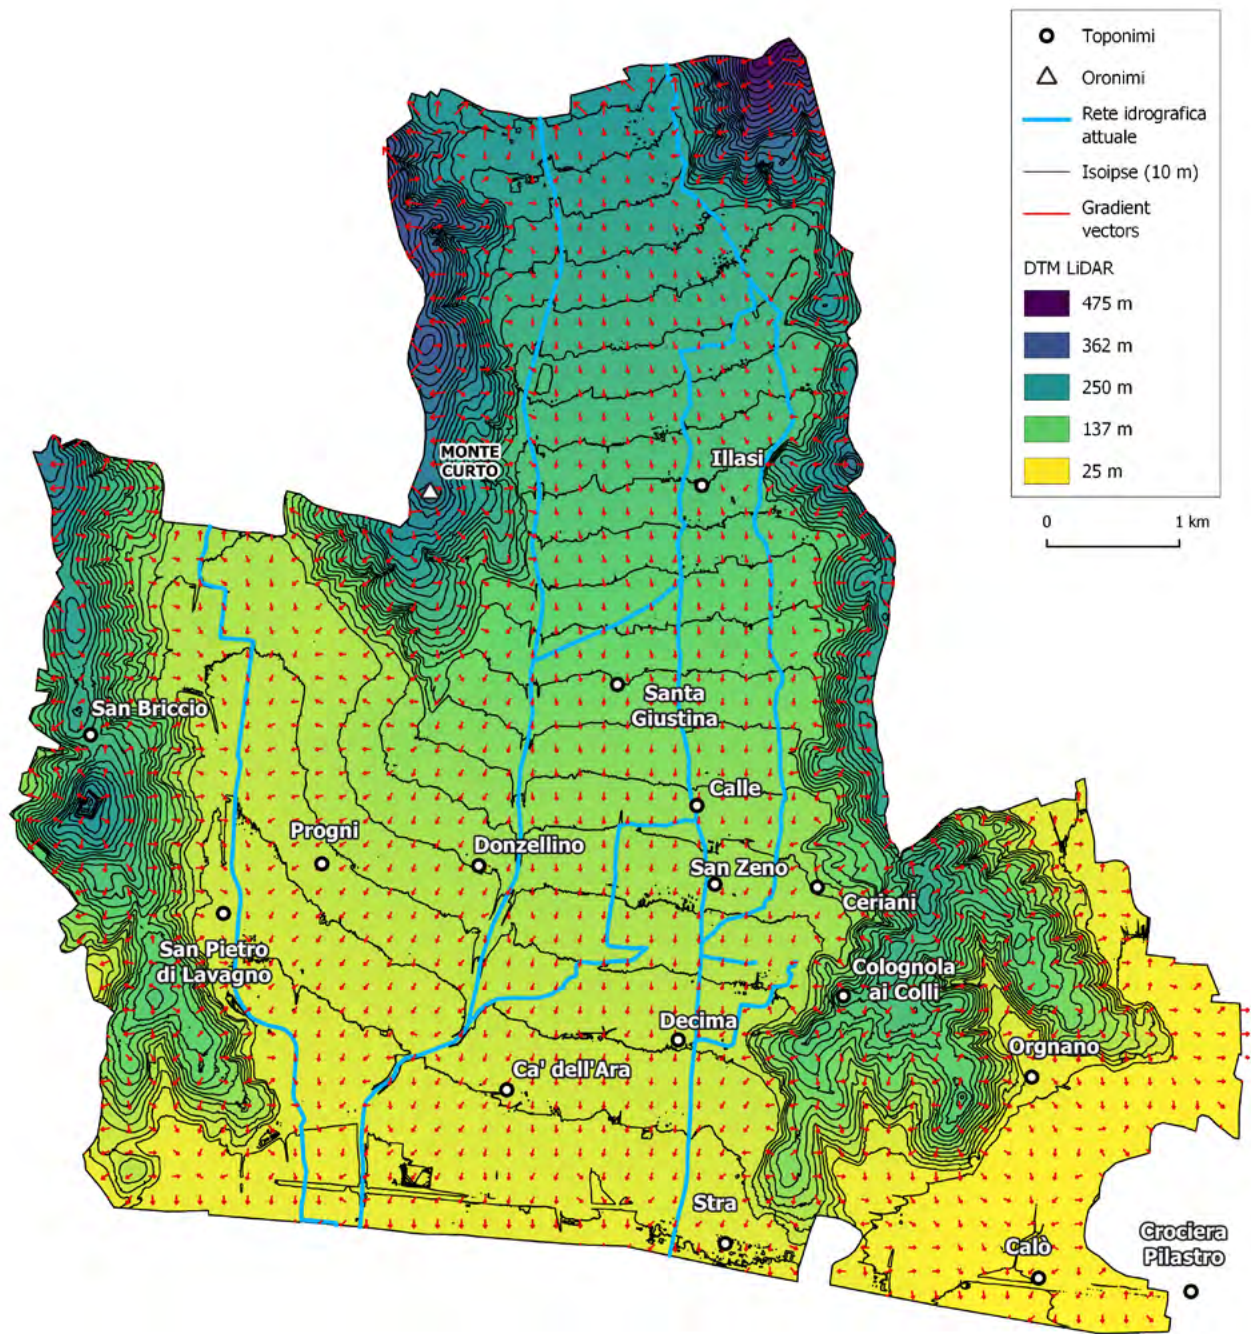 Toponimi
Oronimi
Rete idrografica
attuale
Isoipse (10 m)
Gradient
vectors
DTM LiDAR
475 m
362 m
250 m
137 m
25 m
0 1 km
MONTE
CURTO
Illasi
San Briccio
Santa
Giustina
Calle
Progni
Donzellino
San Zeno
Ceriani
San Pietro
di Lavagno
Colognola
ai Colli
Decima
Orgnano
Ca' dell'Ara
Stra
Calò
Crociera
Pilastro